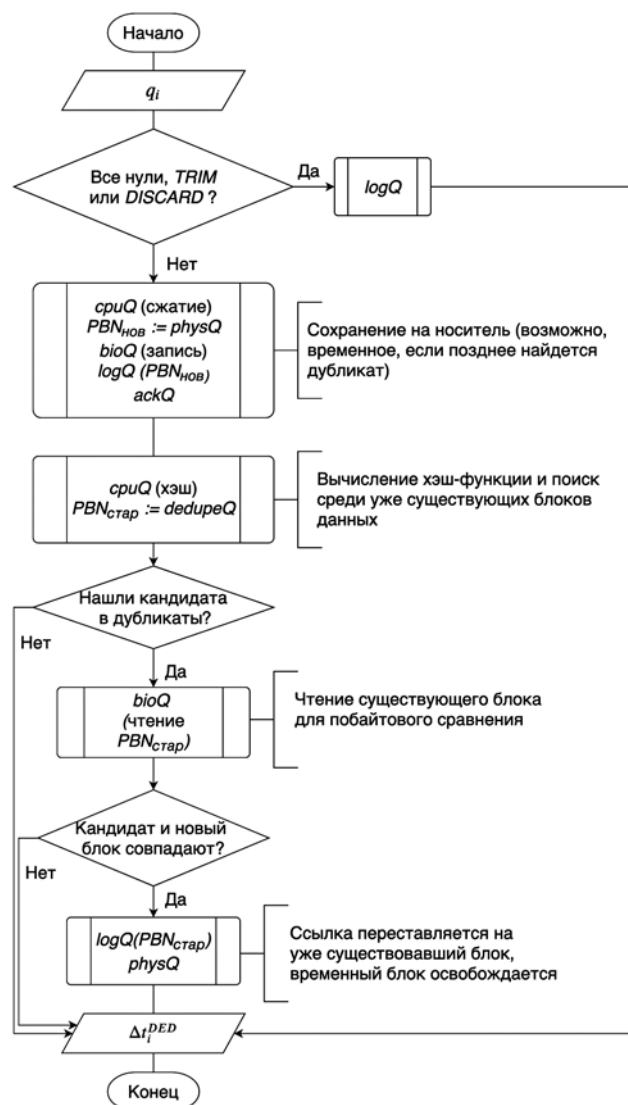 Начало
qᵢ
Все нули, TRIM
или DISCARD ?
Да
logQ
Нет
cpuQ (сжатие)
PBNнов := physQ
bioQ (запись)
logQ (PBNнов)
ackQ
Сохранение на носитель (возможно,
временное, если позднее найдется
дубликат)
cpuQ (хэш)
PBNстар := dedupeQ
Вычисление хэш-функции и поиск
среди уже существующих блоков
данных
Нашли кандидата
в дубликаты?
Нет
Да
bioQ
(чтение
PBNстар)
Чтение существующего блока
для побайтового сравнения
Кандидат и новый
блок совпадают?
Нет
Да
logQ(PBNстар)
physQ
Ссылка переставляется на
уже существовавший блок,
временный блок освобождается
Δtᵢᴰᴱᴰ
Конец